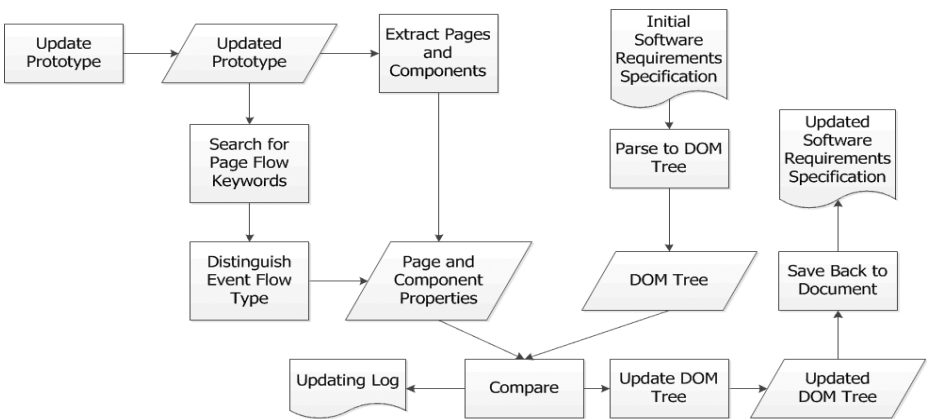 Update
Prototype
Updated
Prototype
Extract Pages
and
Components
Initial
Software
Requirements
Specification
Search for
Page Flow
Keywords
Parse to DOM
Tree
Updated
Software
Requirements
Specification
Distinguish
Event Flow
Type
Page and
Component
Properties
DOM Tree
Save Back to
Document
Updating Log
Compare
Update DOM
Tree
Updated
DOM Tree